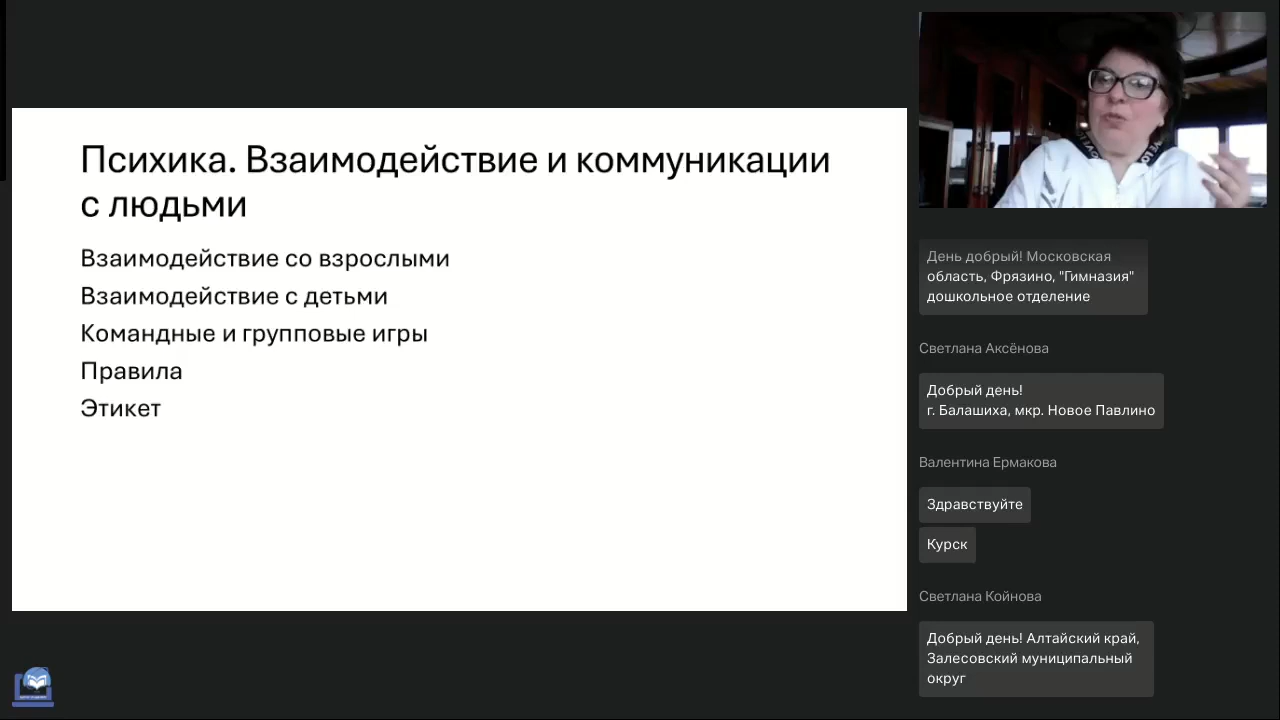 Психика. Взаимодействие и коммуникации
с людьми
Взаимодействие со взрослыми
Взаимодействие с детьми
Командные и групповые игры
Правила
Этикет
День добрый! Московская
область, Фрязино, "Гимназия"
дошкольное отделение
Светлана Аксёнова
Добрый день!
г. Балашиха, мкр. Новое Павлино
Валентина Ермакова
Здравствуйте
Курск
Светлана Койнова
Добрый день! Алтайский край,
Залесовский муниципальный
округ